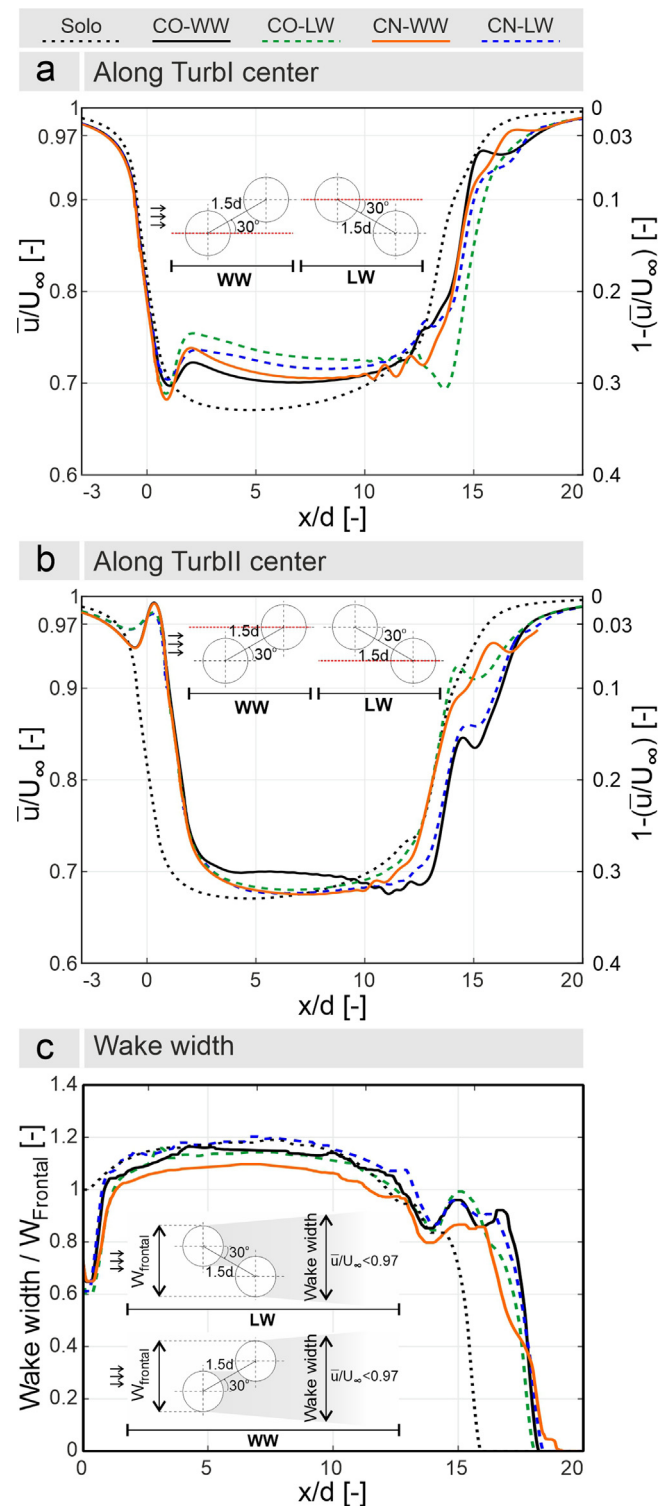 Solo CO-WW CO-LW CN-WW CN-LW
a Along TurbI center
1 0
0.97 0.03
0.9 0.1
0.8 0.2
0.7 0.3
0.6 0.4
u̅/U∞ [-]
1-(u̅/U∞) [-]
1.5d 30°
30° 1.5d
WW LW
-3 0 5 10 15 20
x/d [-]
b Along TurbII center
1 0
0.97 0.03
0.9 0.1
0.8 0.2
0.7 0.3
0.6 0.4
u̅/U∞ [-]
1-(u̅/U∞) [-]
1.5d 30°
30° 1.5d
WW LW
-3 0 5 10 15 20
x/d [-]
c Wake width
1.4
1.2
1
0.8
0.6
0.4
0.2
0
Wake width / WFrontal [-]
Wfrontal
30°
1.5d
Wake width
u̅/U∞<0.97
LW
Wfrontal
1.5d
30°
Wake width
u̅/U∞<0.97
WW
0 5 10 15 20
x/d [-]